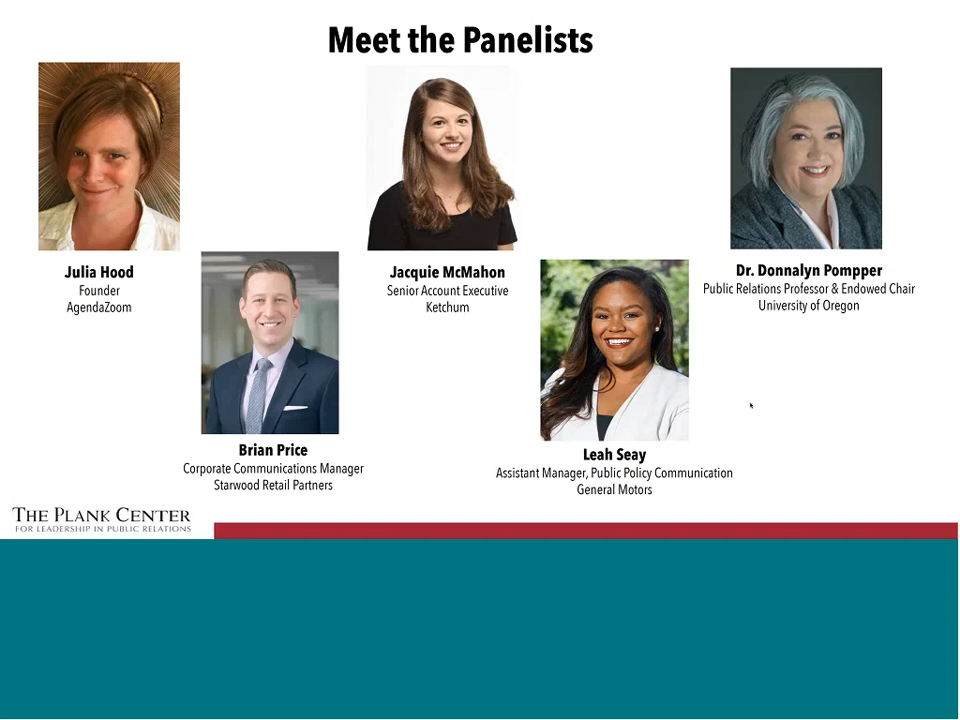 Meet the Panelists
Julia Hood
Founder
AgendaZoom
Jacquie McMahon
Senior Account Executive
Ketchum
Dr. Donnalyn Pompper
Public Relations Professor & Endowed Chair
University of Oregon
Brian Price
Corporate Communications Manager
Starwood Retail Partners
Leah Seay
Assistant Manager, Public Policy Communication
General Motors
THE PLANK CENTER
FOR LEADERSHIP IN PUBLIC RELATIONS